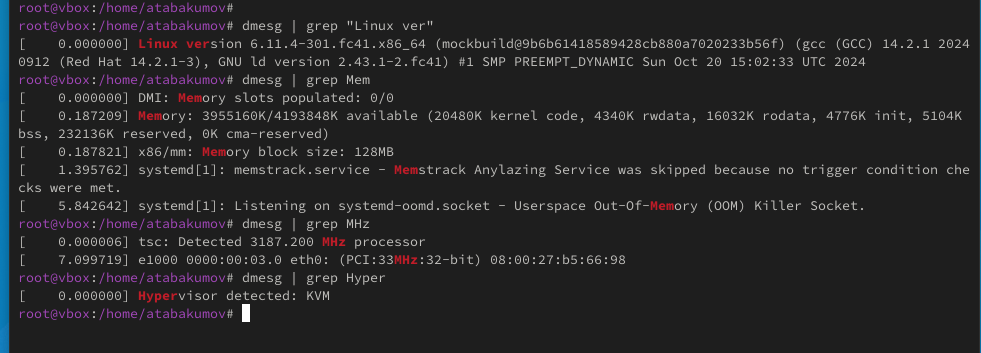 root@vbox:/home/atabakumov#
root@vbox:/home/atabakumov# dmesg | grep "Linux ver"
[    0.000000] Linux version 6.11.4-301.fc41.x86_64 (mockbuild@9b6b61418589428cb880a7020233b56f) (gcc (GCC) 14.2.1 2024
0912 (Red Hat 14.2.1-3), GNU ld version 2.43.1-2.fc41) #1 SMP PREEMPT_DYNAMIC Sun Oct 20 15:02:33 UTC 2024
root@vbox:/home/atabakumov# dmesg | grep Mem
[    0.000000] DMI: Memory slots populated: 0/0
[    0.187209] Memory: 3955160K/4193848K available (20480K kernel code, 4340K rwdata, 16032K rodata, 4776K init, 5104K
bss, 232136K reserved, 0K cma-reserved)
[    0.187821] x86/mm: Memory block size: 128MB
[    1.395762] systemd[1]: memstrack.service - Memstrack Anylazing Service was skipped because no trigger condition che
cks were met.
[    5.842642] systemd[1]: Listening on systemd-oomd.socket - Userspace Out-Of-Memory (OOM) Killer Socket.
root@vbox:/home/atabakumov# dmesg | grep MHz
[    0.000006] tsc: Detected 3187.200 MHz processor
[    7.099719] e1000 0000:00:03.0 eth0: (PCI:33MHz:32-bit) 08:00:27:b5:66:98
root@vbox:/home/atabakumov# dmesg | grep Hyper
[    0.000000] Hypervisor detected: KVM
root@vbox:/home/atabakumov#